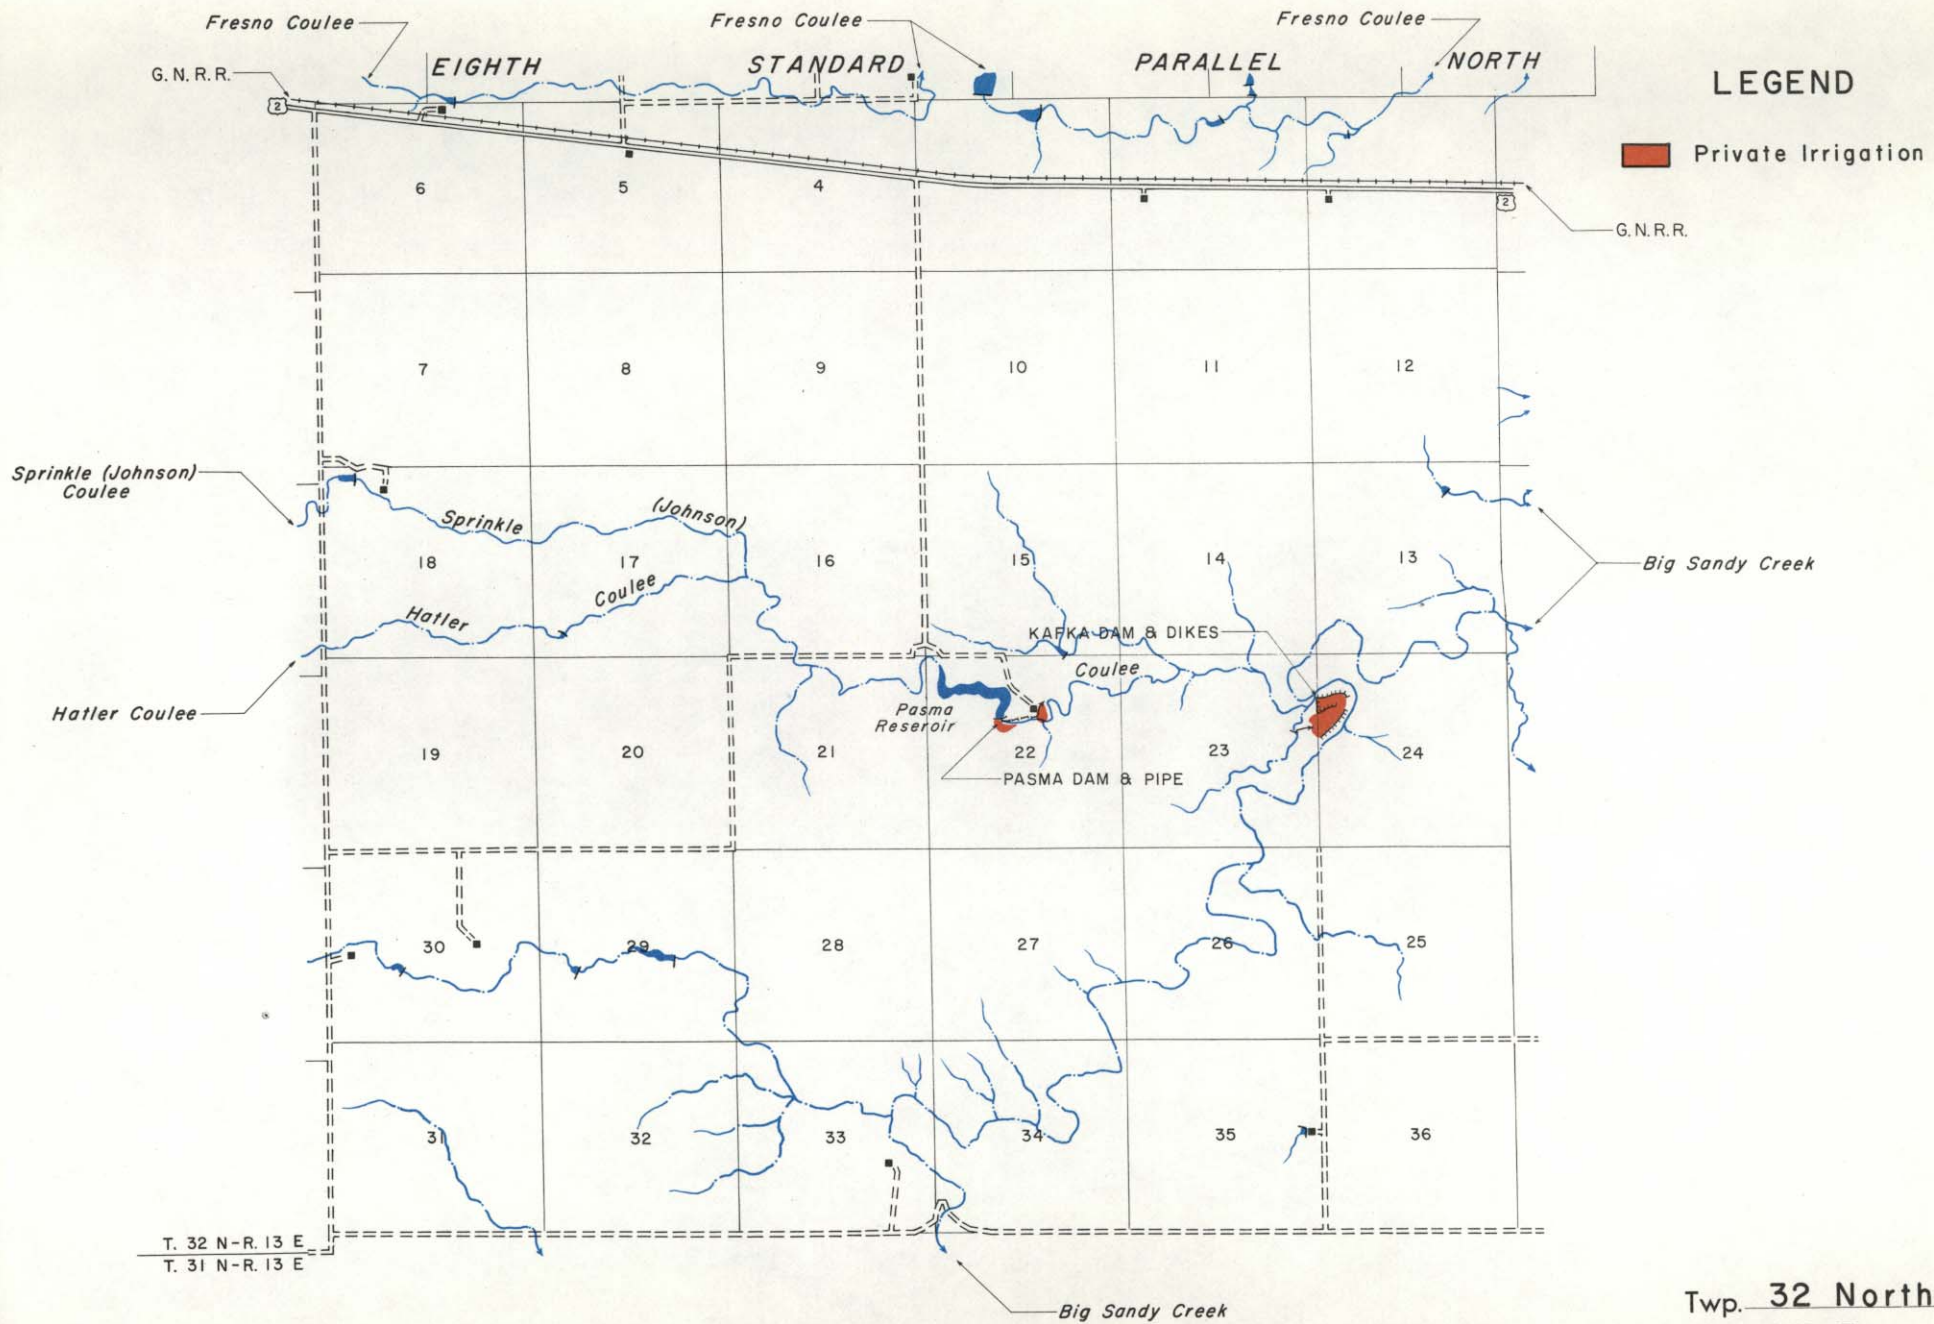 Fresno Coulee
Fresno Coulee
Fresno Coulee
G.N.R.R.
EIGHTH STANDARD PARALLEL NORTH
LEGEND
2
Private Irrigation
6
5
4
2
G.N.R.R.
7
8
9
10
11
12
Sprinkle (Johnson)
Coulee
Sprinkle (Johnson)
18
17
16
15
14
13
Big Sandy Creek
Hatler Coulee
KAFKA DAM & DIKES
Coulee
Hatler Coulee
Pasma
Reseroir
19
20
21
22
23
24
PASMA DAM & PIPE
30
29
28
27
26
25
31
32
33
34
35
36
T. 32 N-R. 13 E
T. 31 N-R. 13 E
Big Sandy Creek
Twp. 32 North